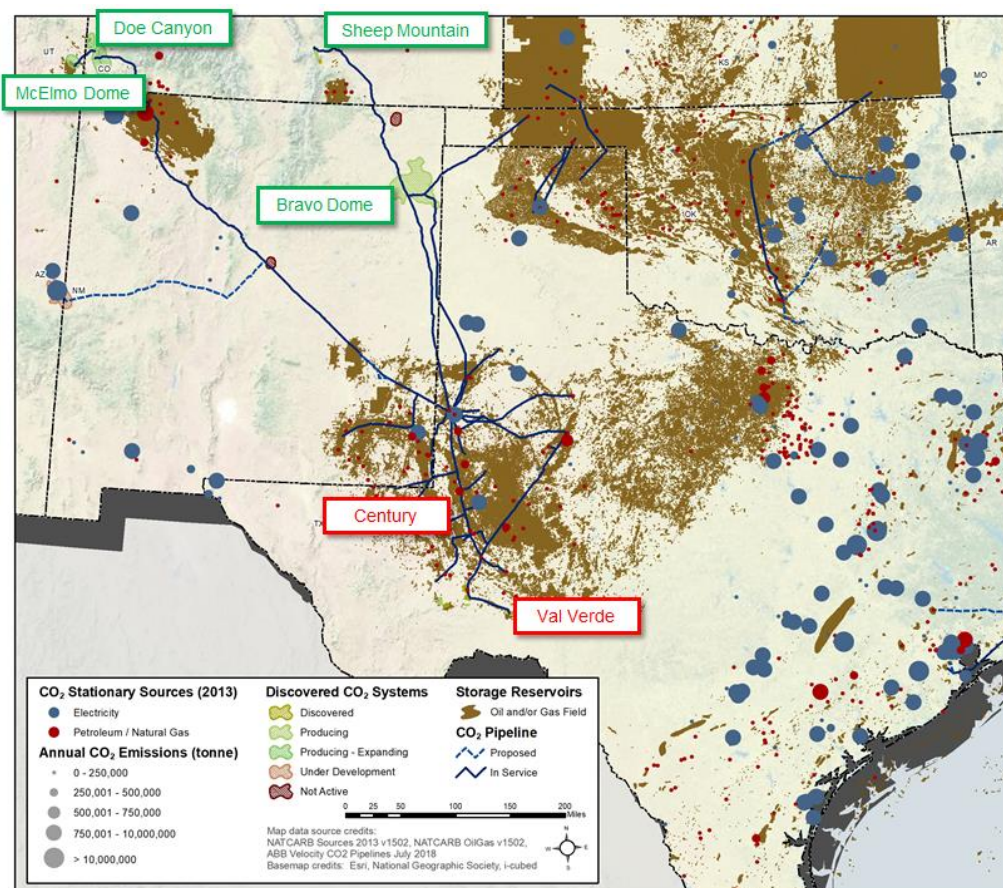 Doe Canyon
Sheep Mountain
UT
CO
KS
MO
McElmo Dome
Bravo Dome
OK
AR
AZ
NM
Century
TX
Val Verde
CO₂ Stationary Sources (2013)
Electricity
Petroleum / Natural Gas
Annual CO₂ Emissions (tonne)
0 - 250,000
250,001 - 500,000
500,001 - 750,000
750,001 - 10,000,000
> 10,000,000
Discovered CO₂ Systems
Discovered
Producing
Producing - Expanding
Under Development
Not Active
Storage Reservoirs
Oil and/or Gas Field
CO₂ Pipeline
Proposed
In Service
0 25 50 100 150 200
Miles
Map data source credits:
NATCARB Sources 2013 v1502, NATCARB OilGas v1502,
ABB Velocity CO2 Pipelines July 2018
Basemap credits: Esri, National Geographic Society, i-cubed
N
W E
S